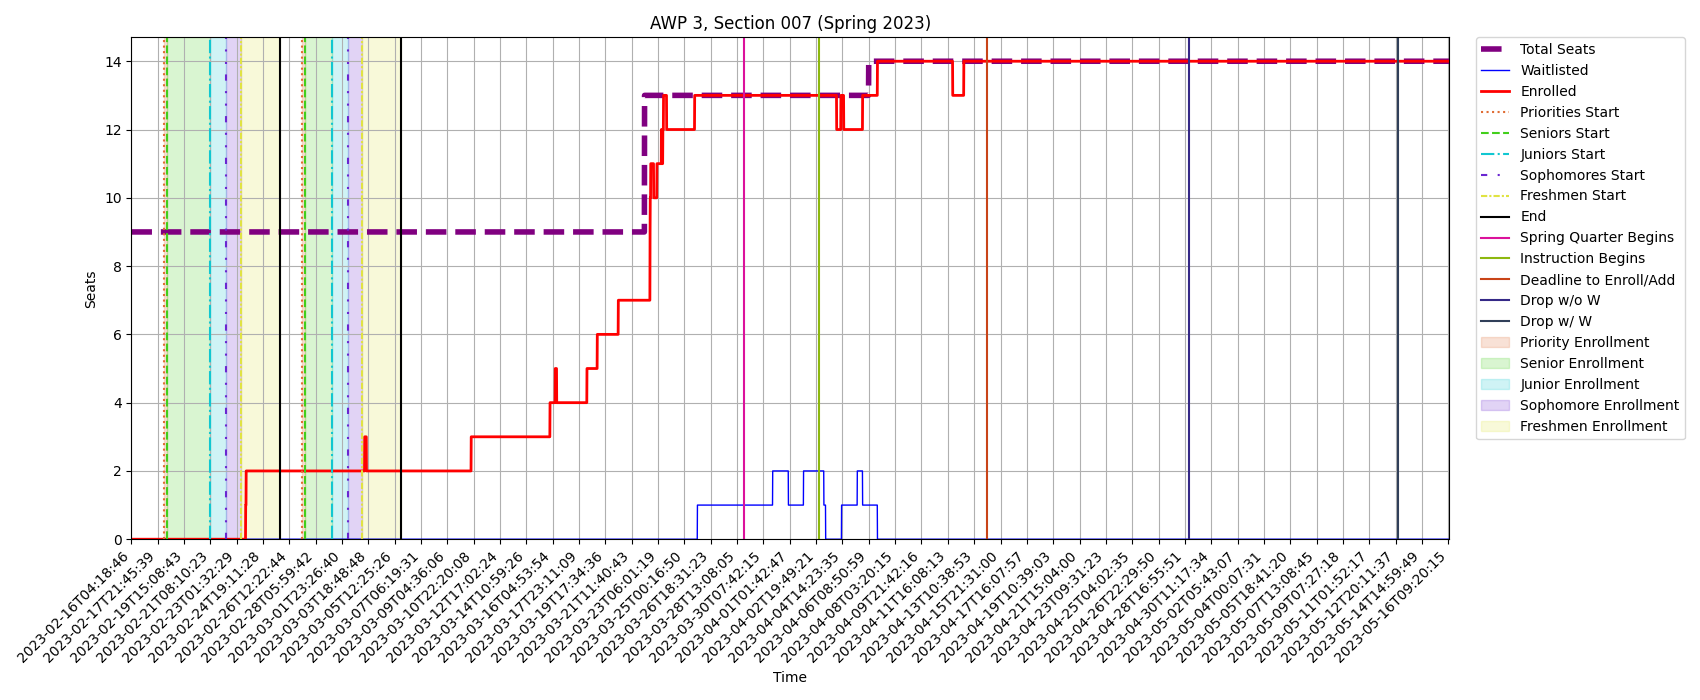 AWP 3, Section 007 (Spring 2023)
Seats
14
12
10
8
6
4
2
0
2023-02-16T04:18:46
2023-02-17T21:45:39
2023-02-19T15:08:43
2023-02-21T08:10:23
2023-02-23T01:32:29
2023-02-24T19:11:28
2023-02-26T12:22:44
2023-02-28T05:59:42
2023-03-01T23:26:40
2023-03-03T18:48:48
2023-03-05T12:25:26
2023-03-07T06:19:31
2023-03-09T04:36:06
2023-03-10T22:20:08
2023-03-12T17:02:24
2023-03-14T10:59:26
2023-03-16T04:53:54
2023-03-17T23:11:09
2023-03-19T17:34:36
2023-03-21T11:40:43
2023-03-23T06:01:19
2023-03-25T00:16:50
2023-03-26T18:31:23
2023-03-28T13:08:05
2023-03-30T07:42:15
2023-04-01T01:42:47
2023-04-02T19:49:21
2023-04-04T14:23:35
2023-04-06T08:50:59
2023-04-08T03:20:15
2023-04-09T21:42:16
2023-04-11T16:08:13
2023-04-13T10:38:53
2023-04-15T21:31:00
2023-04-17T16:07:57
2023-04-19T10:39:03
2023-04-21T15:04:00
2023-04-23T09:31:23
2023-04-25T04:02:35
2023-04-26T22:29:50
2023-04-28T16:55:51
2023-04-30T11:17:34
2023-05-02T05:43:07
2023-05-04T00:07:31
2023-05-05T18:41:20
2023-05-07T13:08:45
2023-05-09T07:27:18
2023-05-11T01:52:17
2023-05-12T20:11:37
2023-05-14T14:59:49
2023-05-16T09:20:15
Time
Total Seats
Waitlisted
Enrolled
Priorities Start
Seniors Start
Juniors Start
Sophomores Start
Freshmen Start
End
Spring Quarter Begins
Instruction Begins
Deadline to Enroll/Add
Drop w/o W
Drop w/ W
Priority Enrollment
Senior Enrollment
Junior Enrollment
Sophomore Enrollment
Freshmen Enrollment